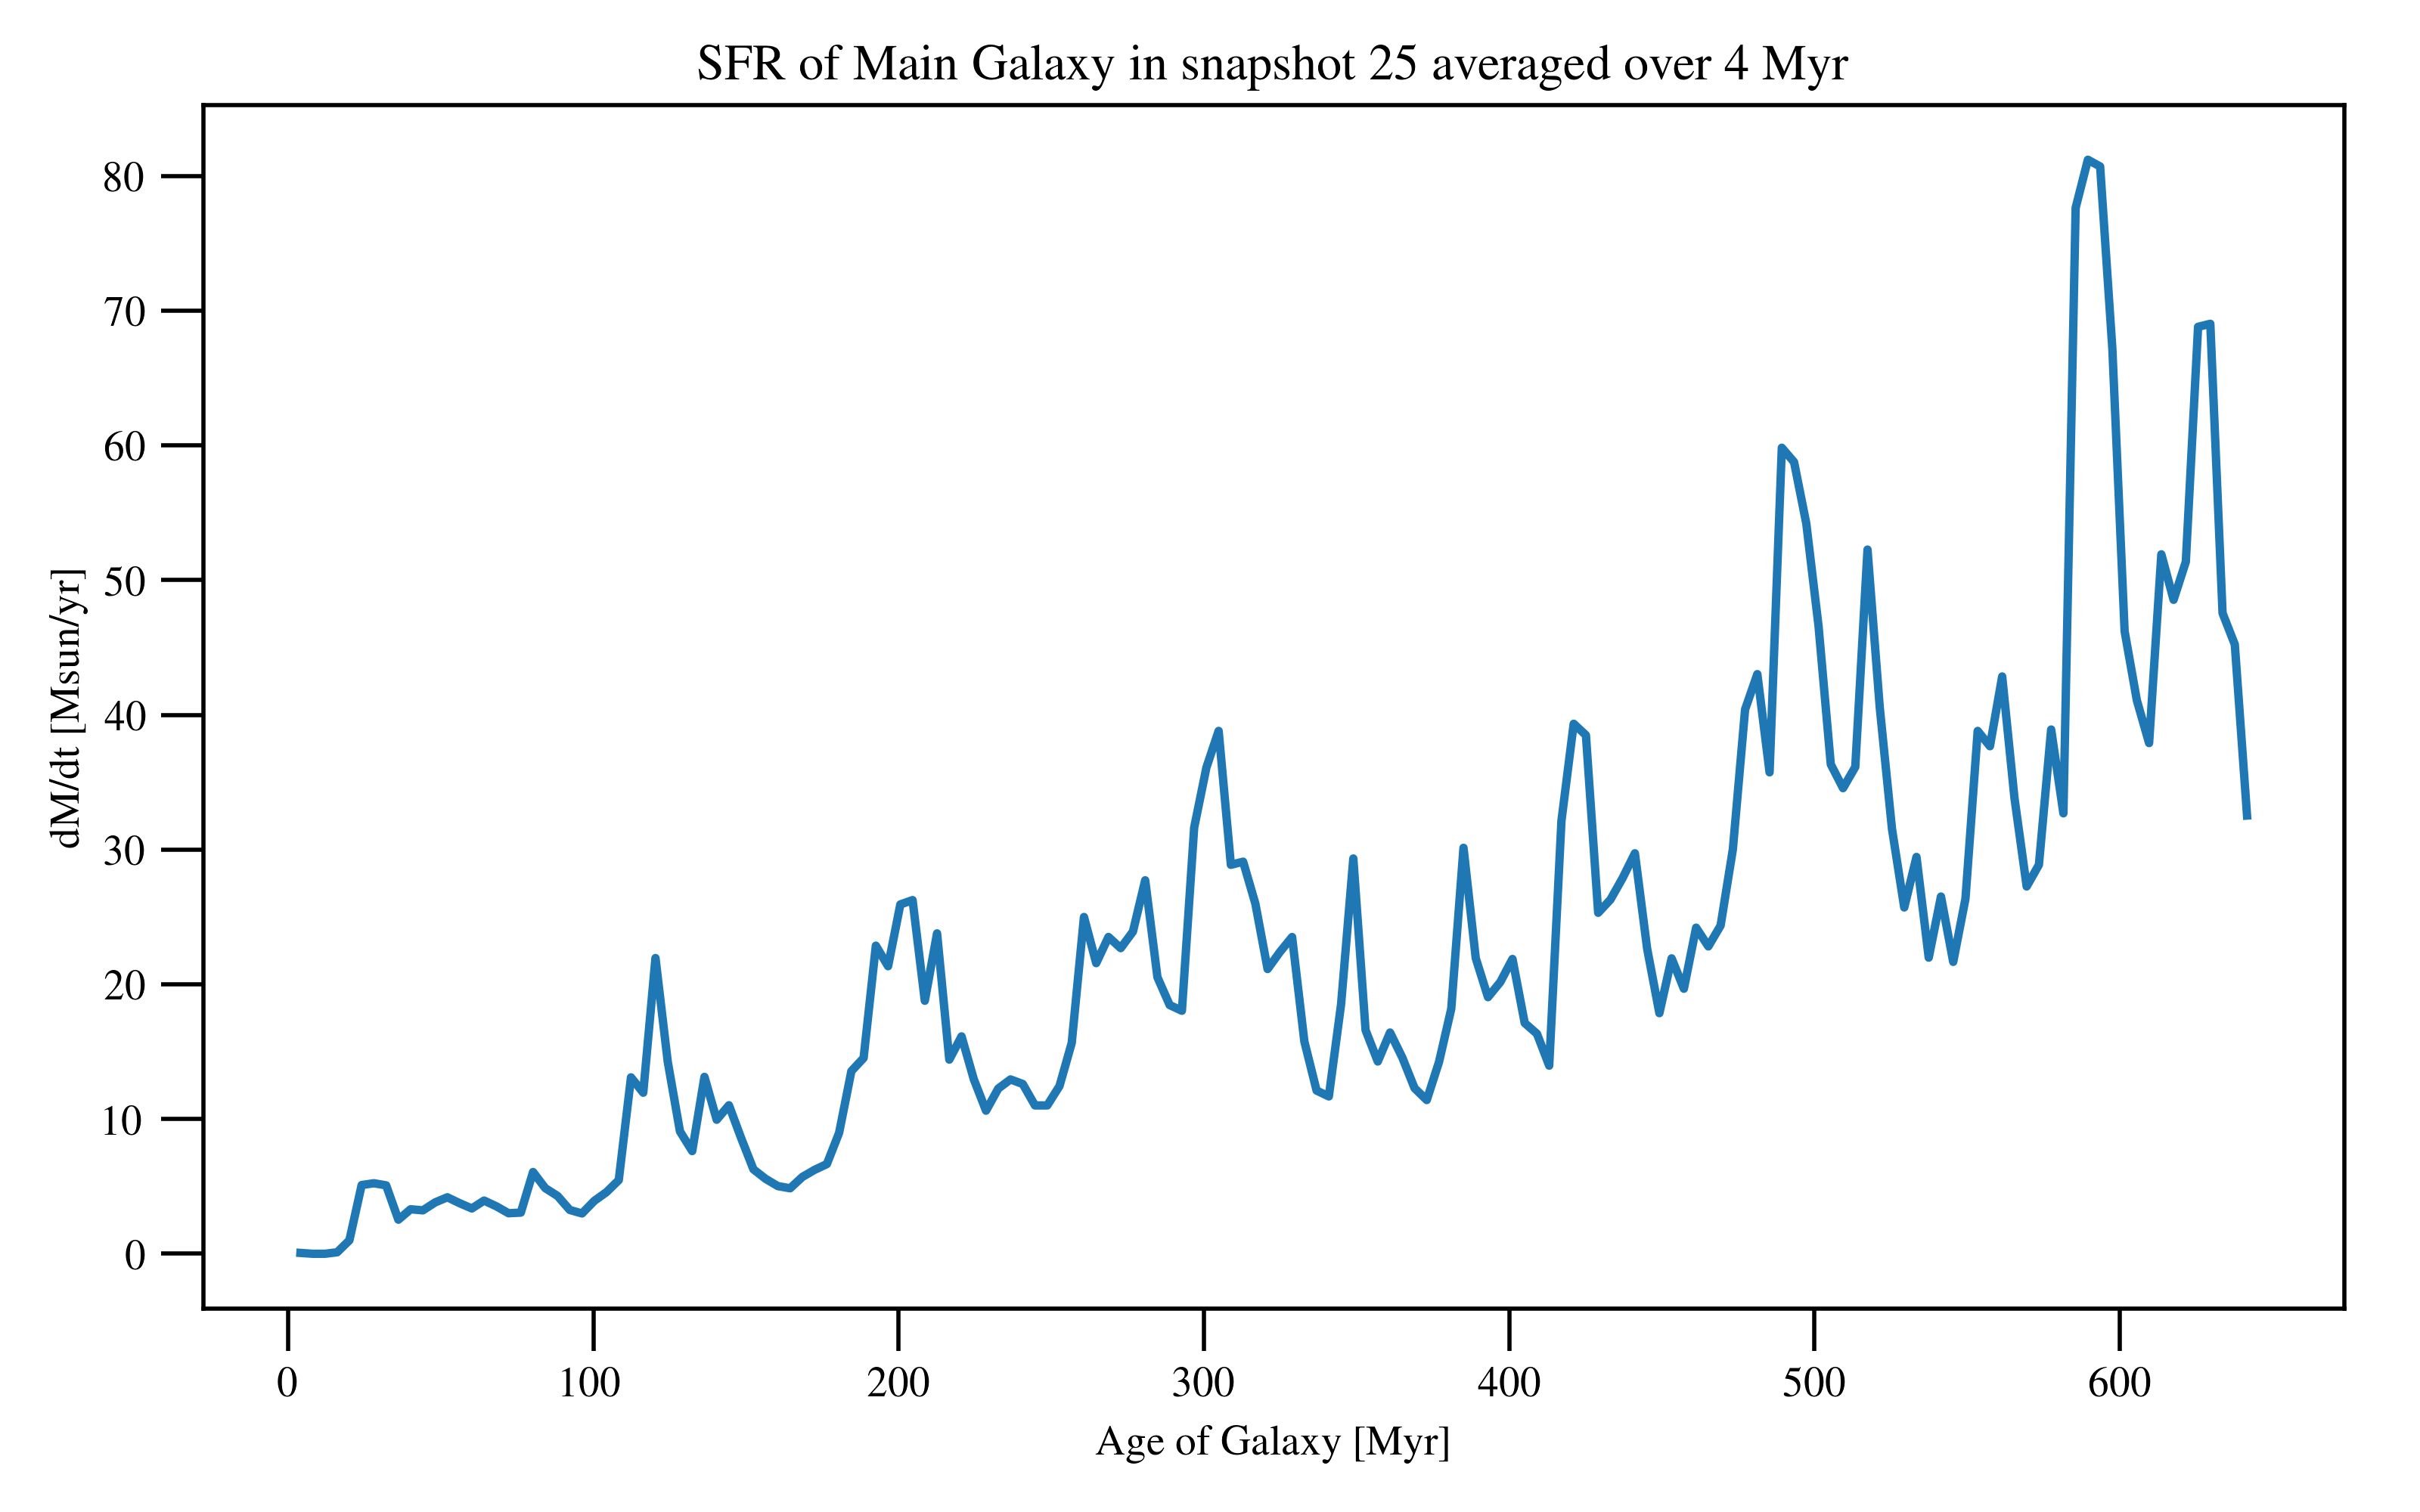 SFR of Main Galaxy in snapshot 25 averaged over 4 Myr
dM/dt [Msun/yr]
80
70
60
50
40
30
20
10
0
0 100 200 300 400 500 600
Age of Galaxy [Myr]